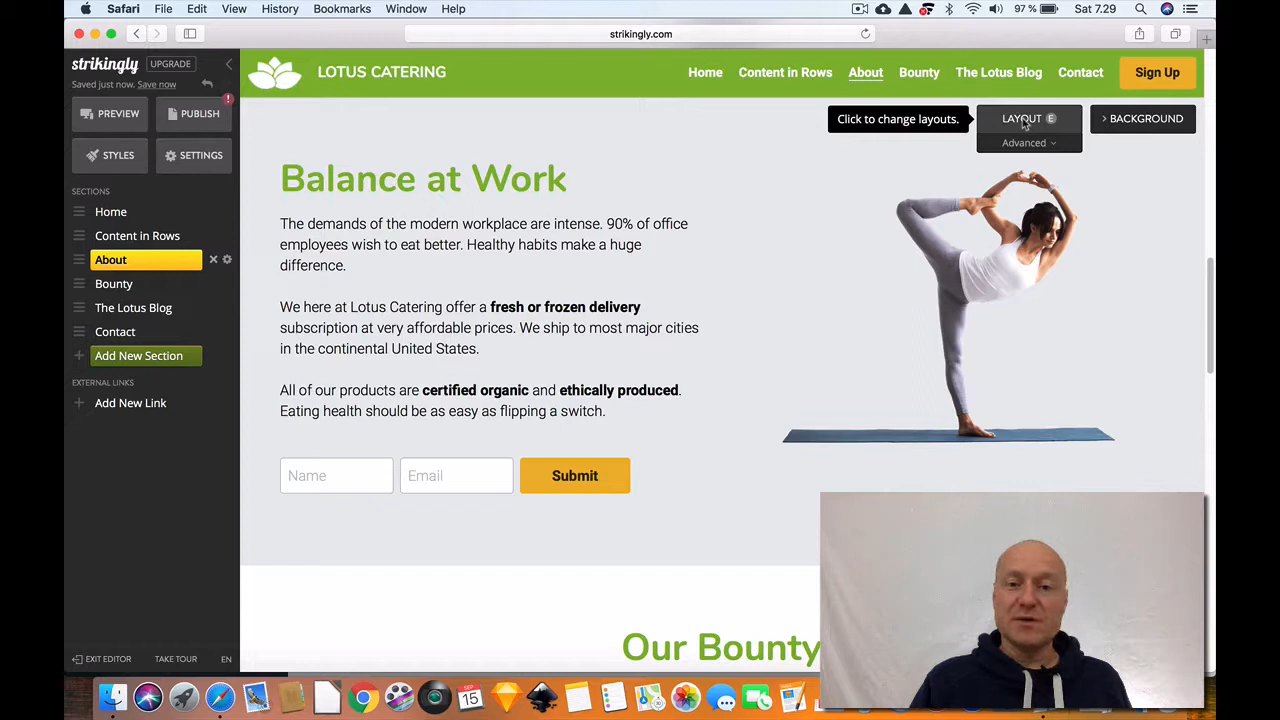 Safari File Edit View History Bookmarks Window Help 97 % Sat 7.29
strikingly.com
strikingly UPGRADE
Saved just now. Save now
PREVIEW PUBLISH !
STYLES SETTINGS
SECTIONS
Home
Content in Rows
About
Bounty
The Lotus Blog
Contact
Add New Section
EXTERNAL LINKS
Add New Link
EXIT EDITOR TAKE TOUR EN
LOTUS CATERING Home Content in Rows About Bounty The Lotus Blog Contact Sign Up
Click to change layouts. LAYOUT E BACKGROUND
Advanced
Balance at Work
The demands of the modern workplace are intense. 90% of office
employees wish to eat better. Healthy habits make a huge
difference.
We here at Lotus Catering offer a fresh or frozen delivery
subscription at very affordable prices. We ship to most major cities
in the continental United States.
All of our products are certified organic and ethically produced.
Eating health should be as easy as flipping a switch.
Name Email Submit
Our Bounty
SEP
15